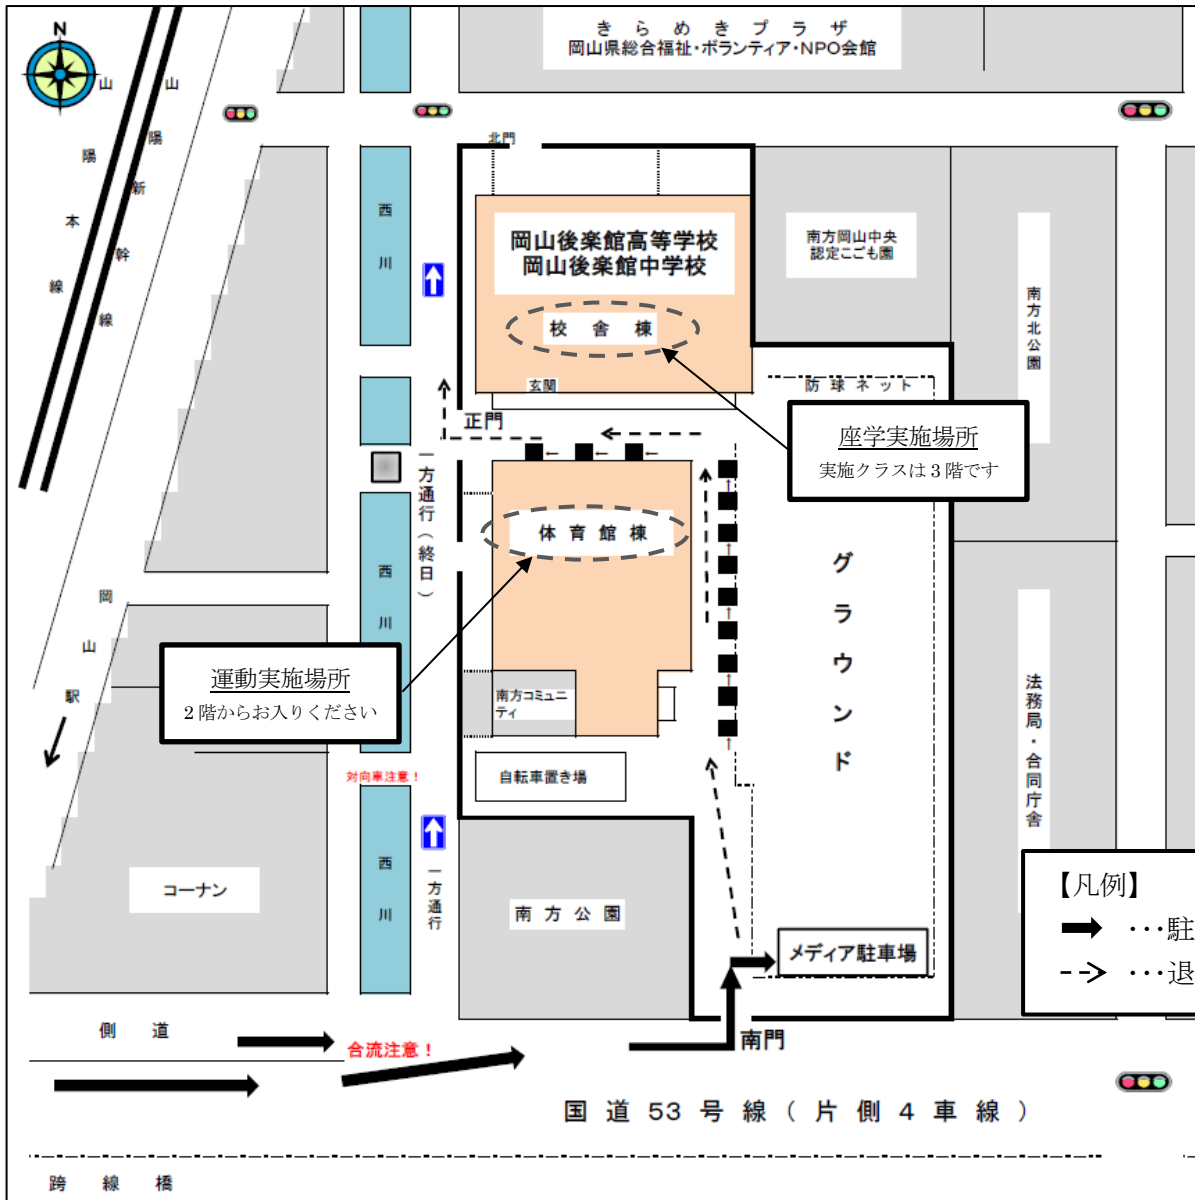 き ら め き プ ラ ザ
岡山県総合福祉・ボランティア・NPO会館
N
山陽本線
山陽新幹線
北門
西川
岡山後楽館高等学校
岡山後楽館中学校
校 舎 棟
玄関
南方岡山中央
認定こども園
南方北公園
防 球 ネ ッ ト
正門
座学実施場所
実施クラスは3階です
一方通行(終日)
体 育 館 棟
西川
グラウンド
岡山駅
運動実施場所
2階からお入りください
南方コミュニ
ティ
法務局・合同庁舎
対向車注意!
自転車置き場
西川
一方通行
コーナン
南 方 公 園
メディア駐車場
【凡例】
➡ ・・・駐
--> ・・・退
側 道
合流注意!
南門
国 道 53 号 線 ( 片 側 4 車 線 )
跨 線 橋